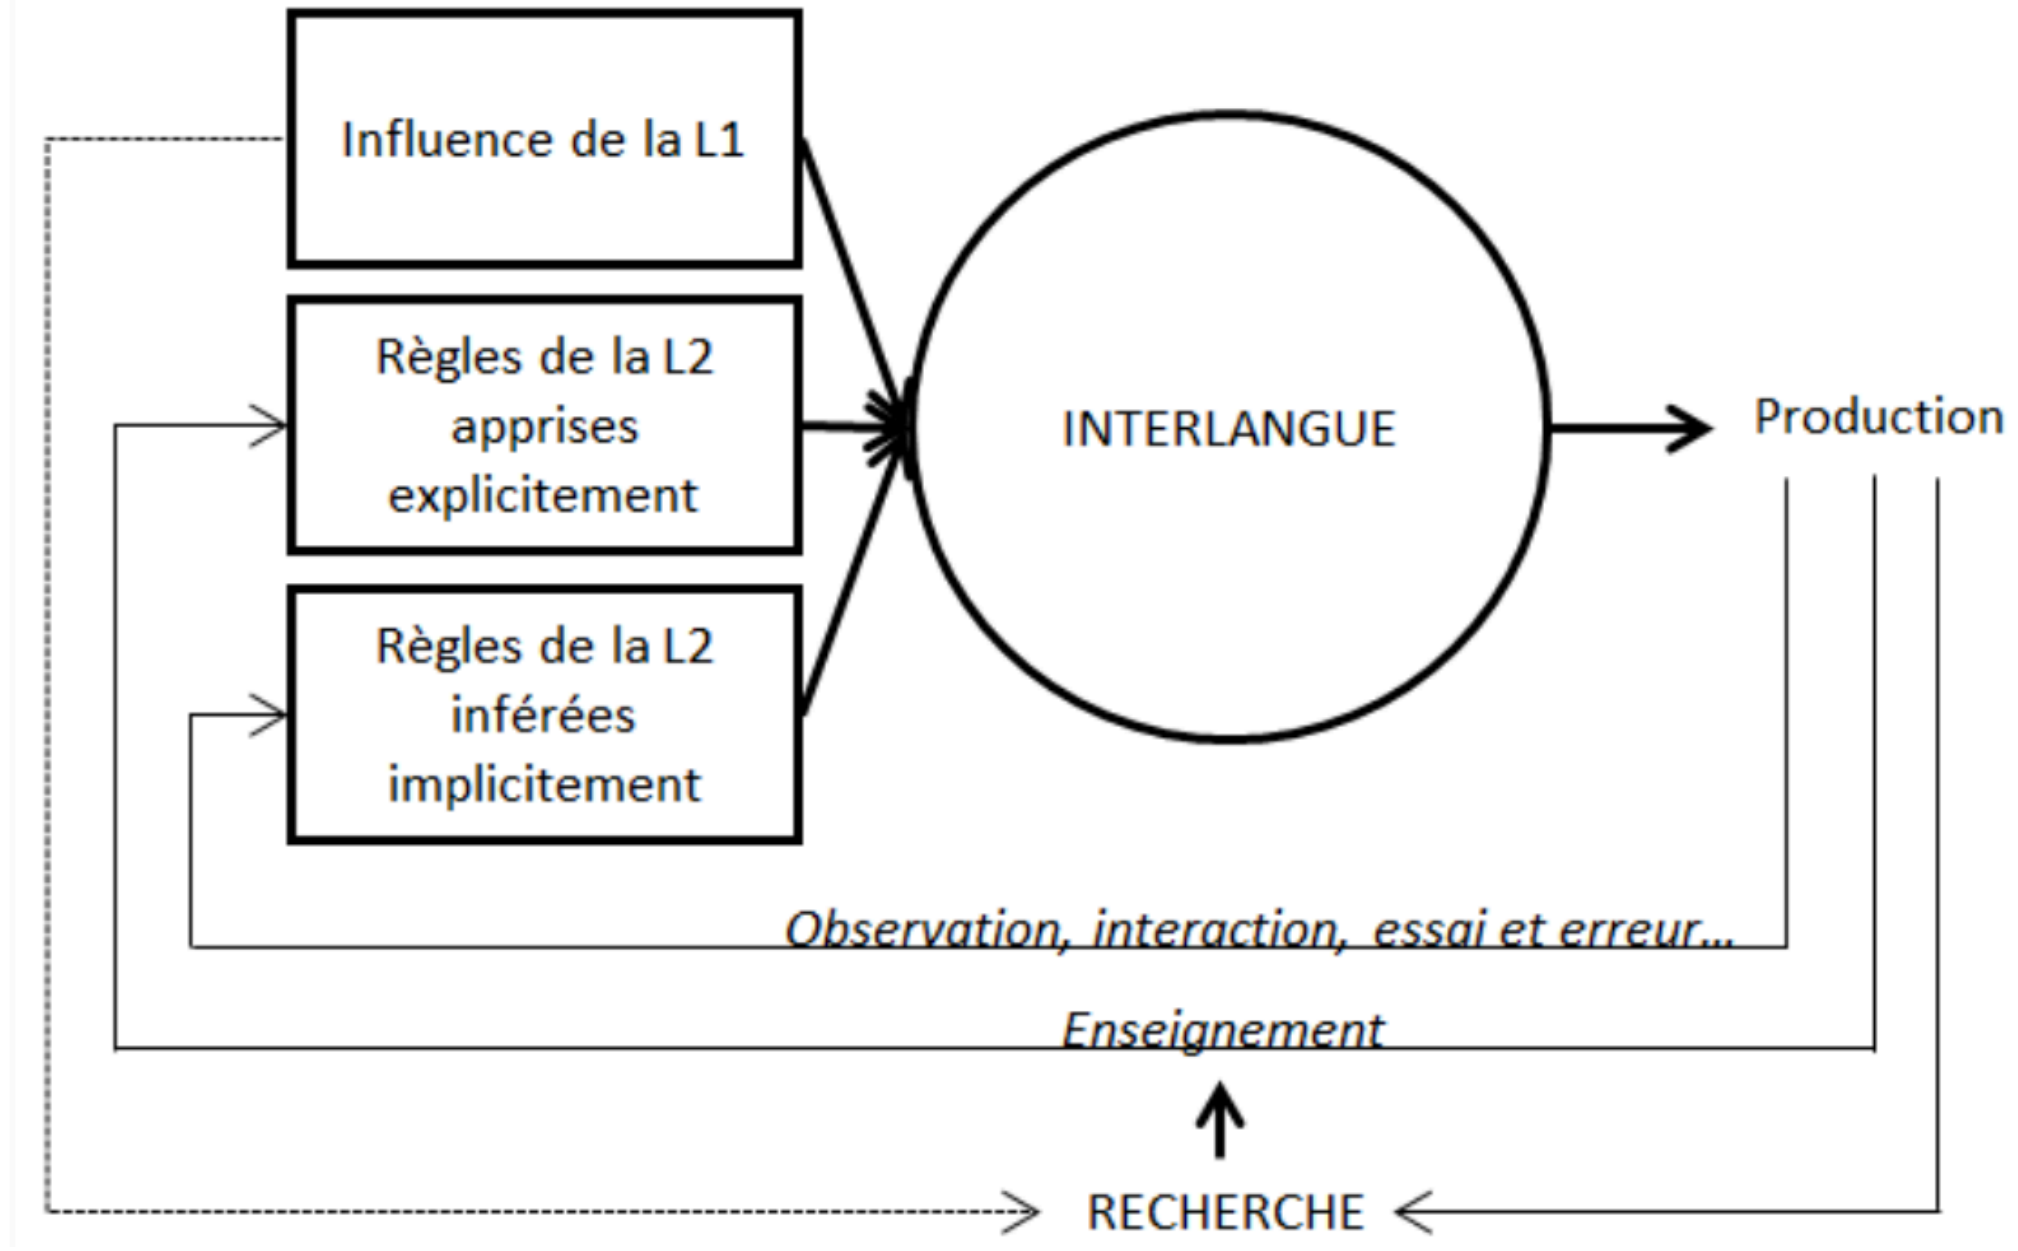 Influence de la L1
Règles de la L2
apprises
explicitement
INTERLANGUE
Production
Règles de la L2
inférées
implicitement
Observation, interaction, essai et erreur...
Enseignement
RECHERCHE